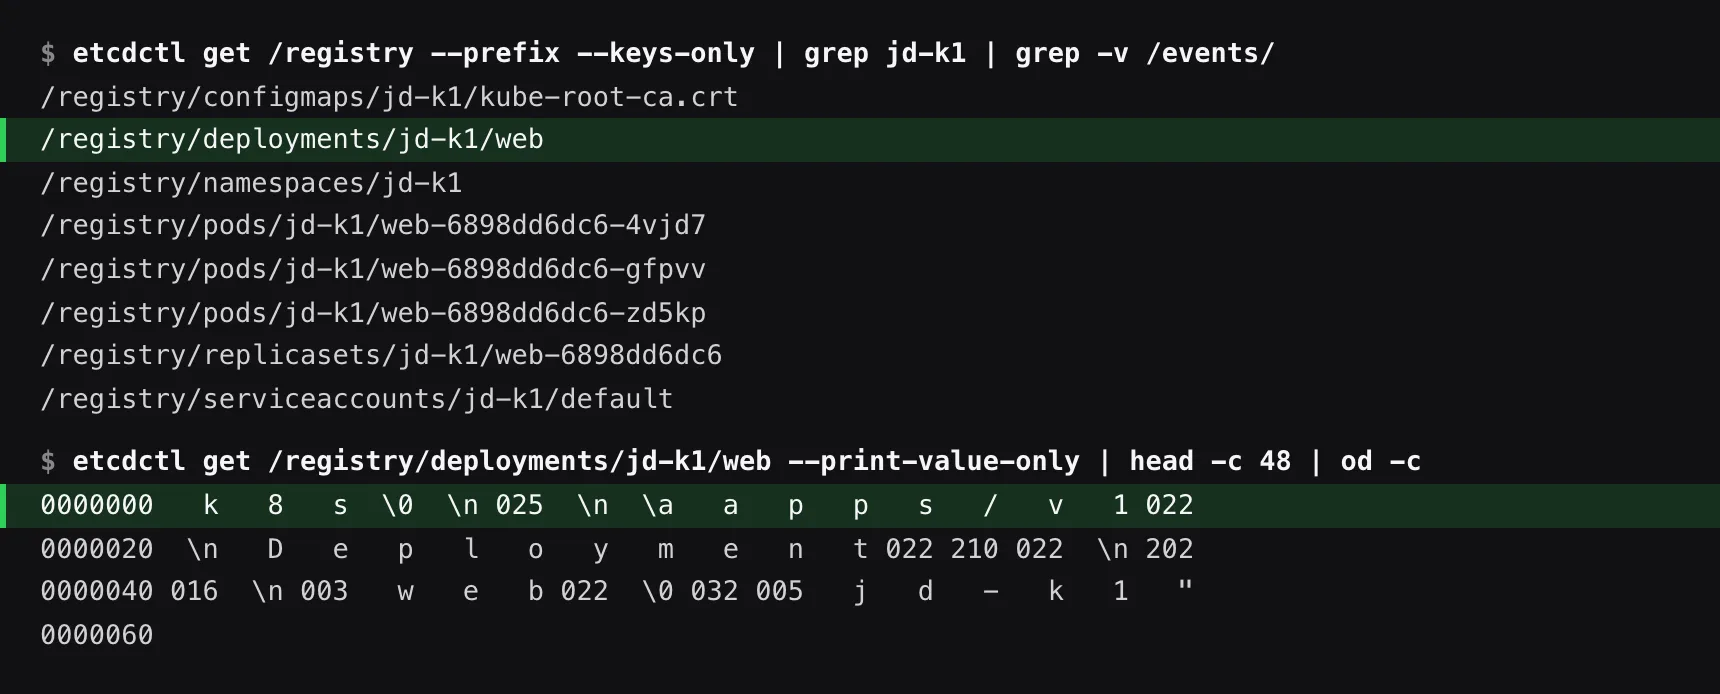 $ etcdctl get /registry --prefix --keys-only | grep jd-k1 | grep -v /events/
/registry/configmaps/jd-k1/kube-root-ca.crt
/registry/deployments/jd-k1/web
/registry/namespaces/jd-k1
/registry/pods/jd-k1/web-6898dd6dc6-4vjd7
/registry/pods/jd-k1/web-6898dd6dc6-gfpvv
/registry/pods/jd-k1/web-6898dd6dc6-zd5kp
/registry/replicasets/jd-k1/web-6898dd6dc6
/registry/serviceaccounts/jd-k1/default
$ etcdctl get /registry/deployments/jd-k1/web --print-value-only | head -c 48 | od -c
0000000   k   8   s  \0  \n 025  \n  \a   a   p   p   s   /   v   1 022
0000020  \n   D   e   p   l   o   y   m   e   n   t 022 210 022  \n 202
0000040 016  \n 003   w   e   b 022  \0 032 005   j   d   -   k   1   "
0000060